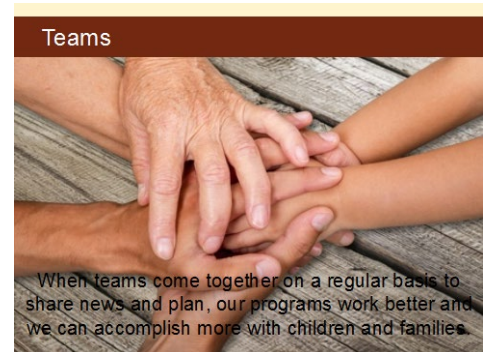 Teams
When teams come together on a regular basis to
share news and plan, our programs work better and
we can accomplish more with children and families.